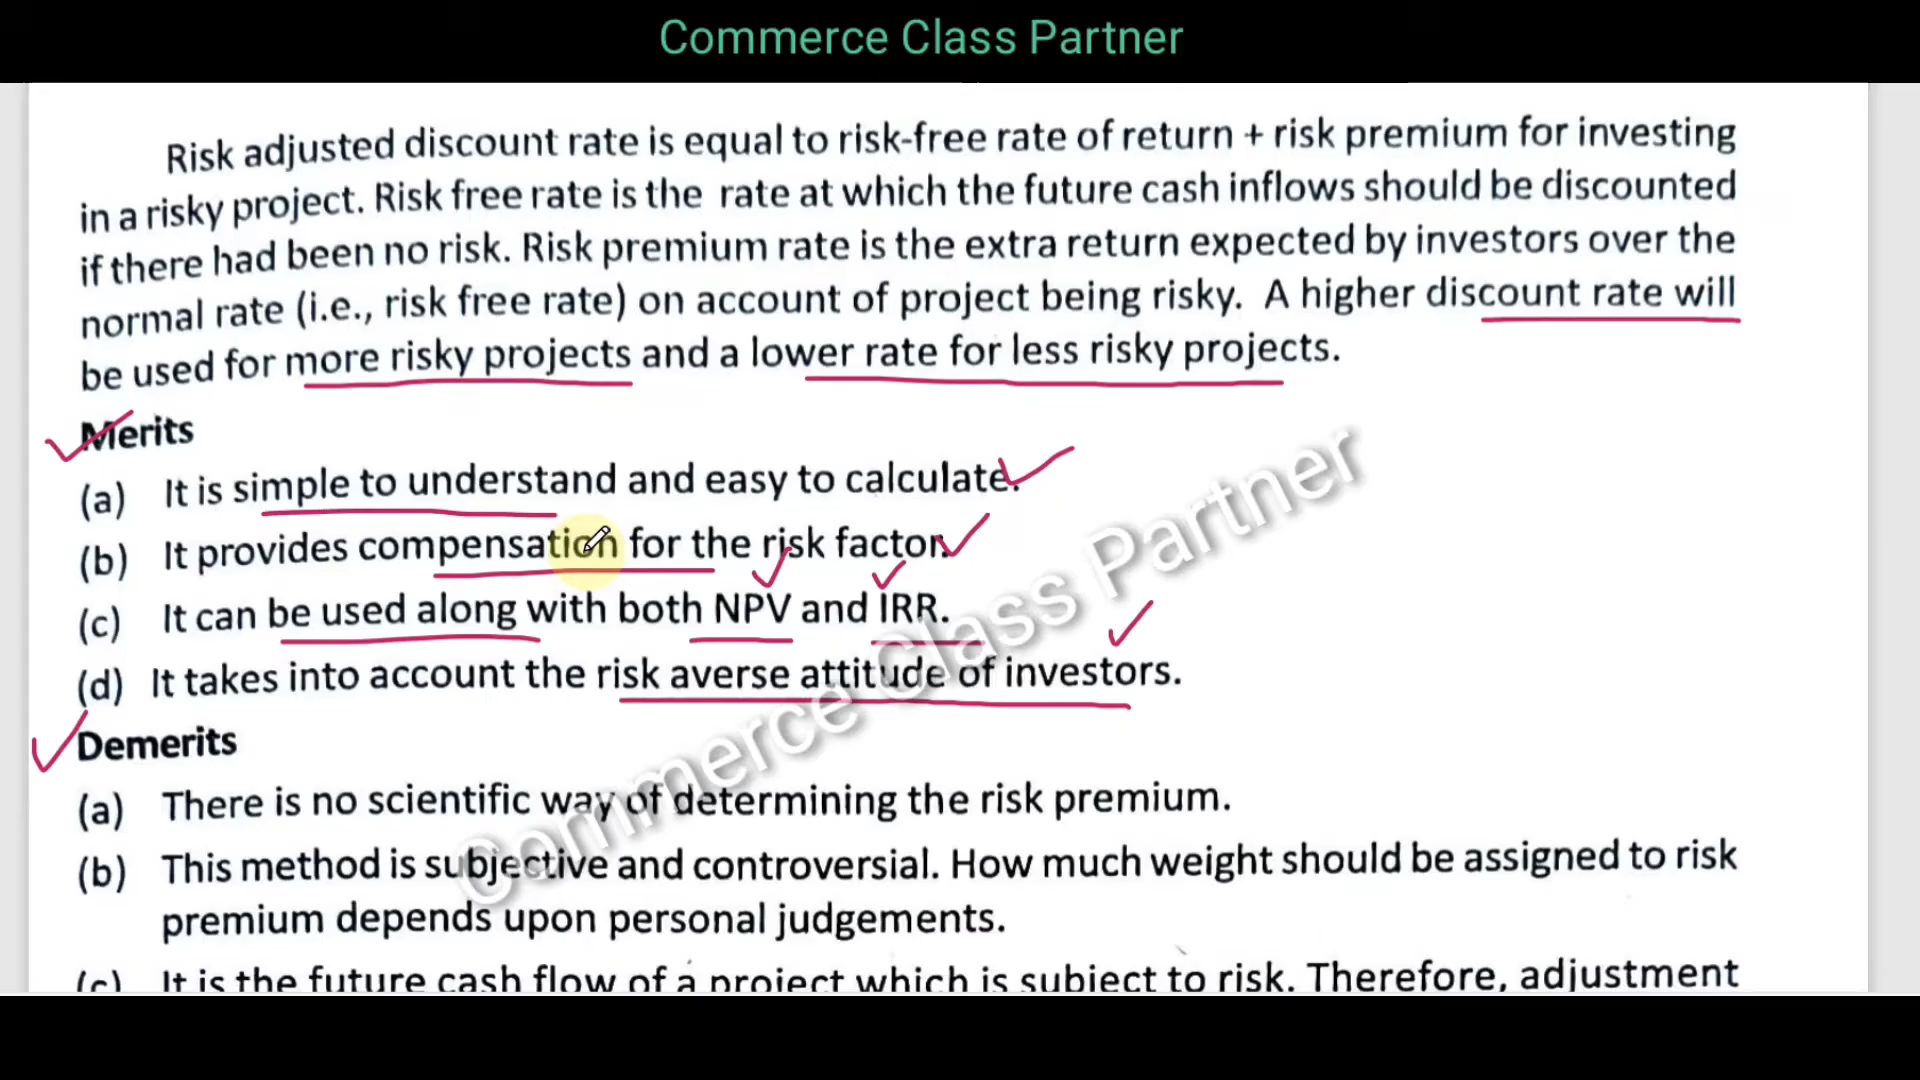 Commerce Class Partner
Risk adjusted discount rate is equal to risk-free rate of return + risk premium for investing
in a risky project. Risk free rate is the rate at which the future cash inflows should be discounted
if there had been no risk. Risk premium rate is the extra return expected by investors over the
normal rate (i.e., risk free rate) on account of project being risky. A higher discount rate will
be used for more risky projects and a lower rate for less risky projects.
Merits
(a) It is simple to understand and easy to calculate.
(b) It provides compensation for the risk factor.
(c) It can be used along with both NPV and IRR.
(d) It takes into account the risk averse attitude of investors.
Demerits
(a) There is no scientific way of determining the risk premium.
(b) This method is subjective and controversial. How much weight should be assigned to risk
premium depends upon personal judgements.
(c) It is the future cash flow of a project which is subject to risk. Therefore, adjustment
Commerce Class Partner